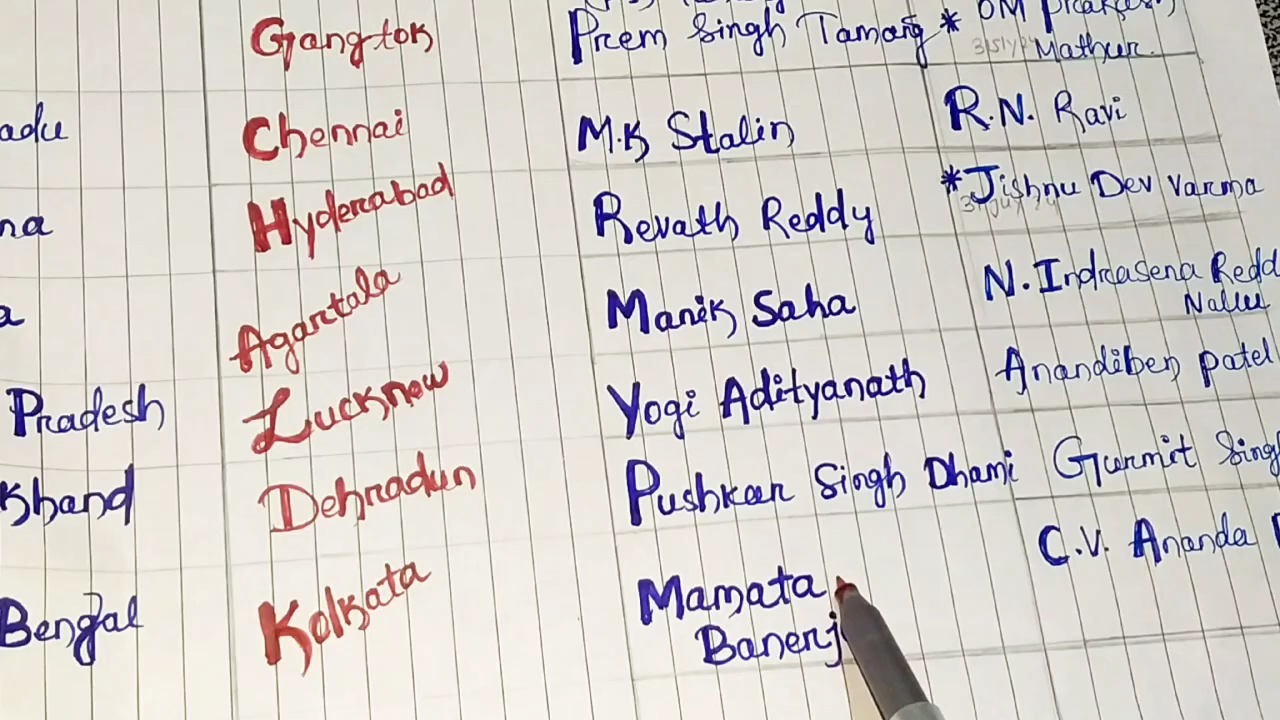 Gangtok Prem Singh Tamang * OM Prakash
Mathur
adu Chennai M.K Stalin R.N. Ravi
na Hyderabad Revath Reddy *Jishnu Dev Varma
a Agartala Manik Saha N. Indrasena Redd
Nallu
Pradesh Lucknow Yogi Adityanath Anandiben patel
Khand Dehradun Pushkar Singh Dhami Gurmit Sing
Bengal Kolkata Mamata C.V. Ananda
Banerj